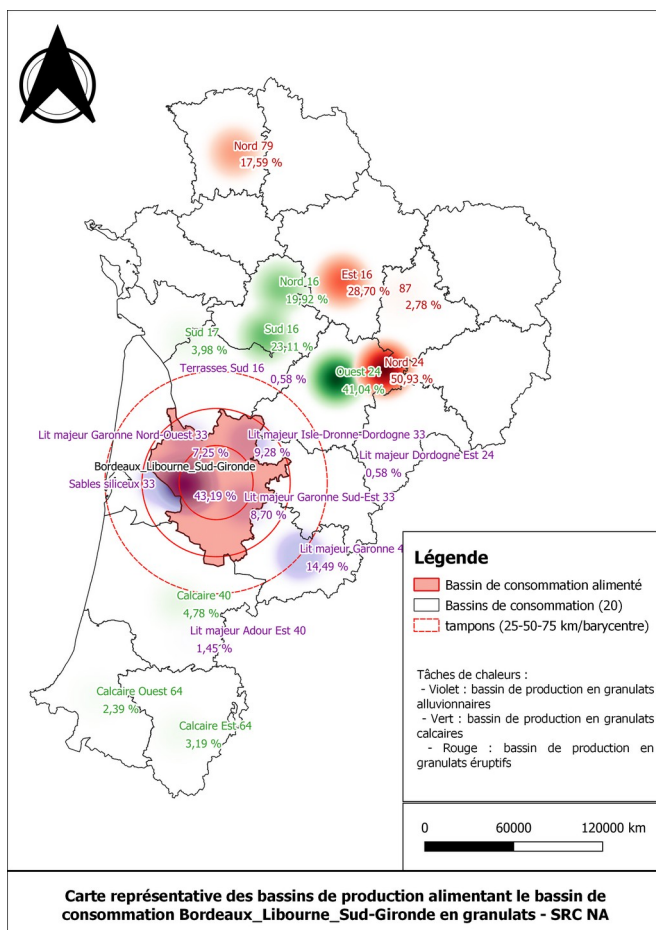 Nord 79
17,59 %
Est 16
28,70 %
Nord 16
19,92 %
87
2,78 %
Sud 17
3,98 %
Sud 16
23,11 %
Nord 24
50,93 %
Ouest 24
41,04 %
Terrasses Sud 16
0,58 %
Lit majeur Garonne Nord-Ouest 33
7,25 %
Lit majeur Isle-Dronne-Dordogne 33
9,28 %
Lit majeur Dordogne Est 24
0,58 %
Bordeaux_Libourne_Sud-Gironde
Sables siliceux 33
43,19 %
Lit majeur Garonne Sud-Est 33
8,70 %
Lit majeur Garonne 4
14,49 %
Calcaire 40
4,78 %
Lit majeur Adour Est 40
1,45 %
Calcaire Ouest 64
2,39 %
Calcaire Est 64
3,19 %
Légende
Bassin de consommation alimenté
Bassins de consommation (20)
tampons (25-50-75 km/barycentre)
Tâches de chaleurs :
- Violet : bassin de production en granulats
alluvionnaires
- Vert : bassin de production en granulats
calcaires
- Rouge : bassin de production en
granulats éruptifs
0 60000 120000 km
Carte représentative des bassins de production alimentant le bassin de
consommation Bordeaux_Libourne_Sud-Gironde en granulats - SRC NA